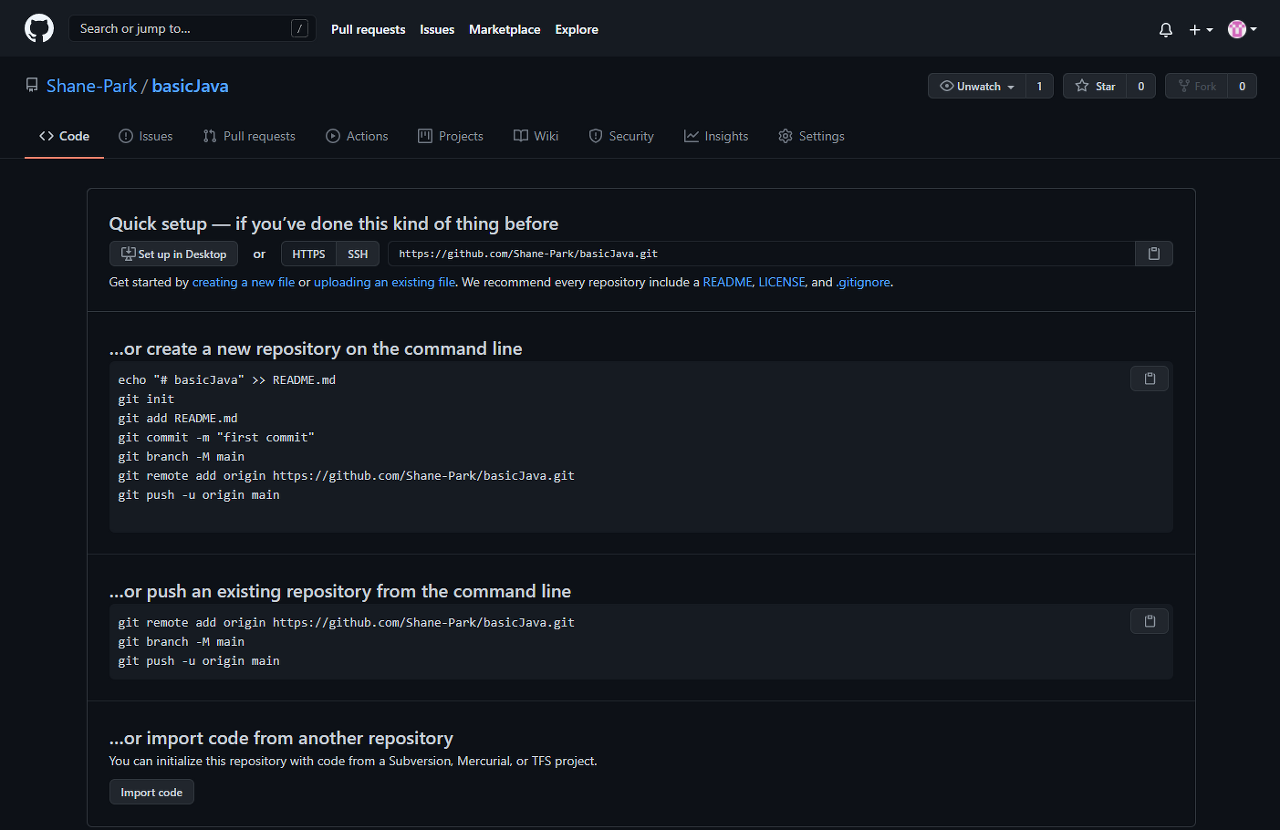 Search or jump to... /
Pull requests Issues Marketplace Explore
Shane-Park / basicJava
Unwatch 1 Star 0 Fork 0
Code Issues Pull requests Actions Projects Wiki Security Insights Settings
Quick setup — if you’ve done this kind of thing before
Set up in Desktop or HTTPS SSH https://github.com/Shane-Park/basicJava.git
Get started by creating a new file or uploading an existing file. We recommend every repository include a README, LICENSE, and .gitignore.
…or create a new repository on the command line
echo "# basicJava" >> README.md
git init
git add README.md
git commit -m "first commit"
git branch -M main
git remote add origin https://github.com/Shane-Park/basicJava.git
git push -u origin main
…or push an existing repository from the command line
git remote add origin https://github.com/Shane-Park/basicJava.git
git branch -M main
git push -u origin main
…or import code from another repository
You can initialize this repository with code from a Subversion, Mercurial, or TFS project.
Import code